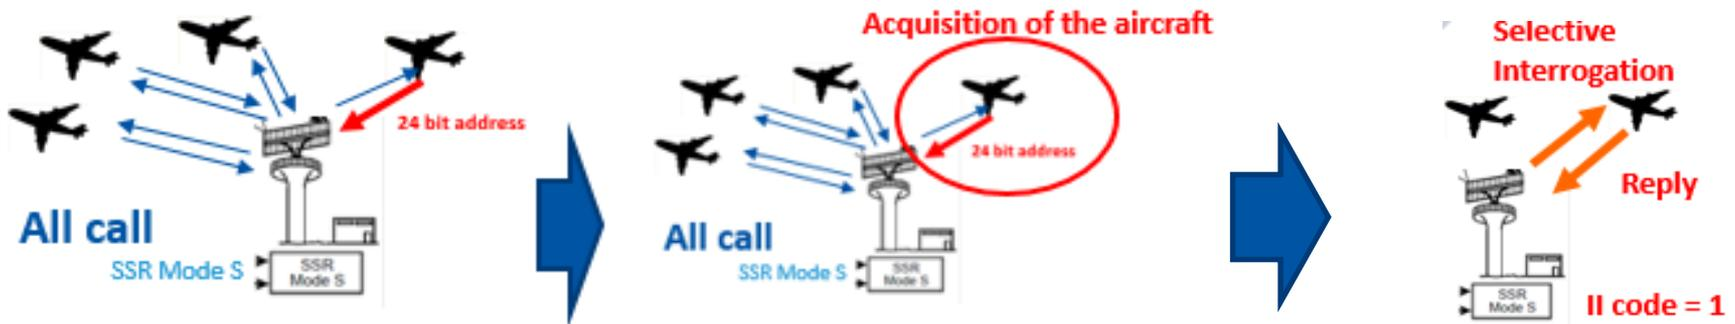 24 bit address
All call
SSR Mode S
SSR
Mode S
Acquisition of the aircraft
24 bit address
All call
SSR Mode S
SSR
Mode S
Selective
Interrogation
Reply
SSR
Mode S
II code = 1